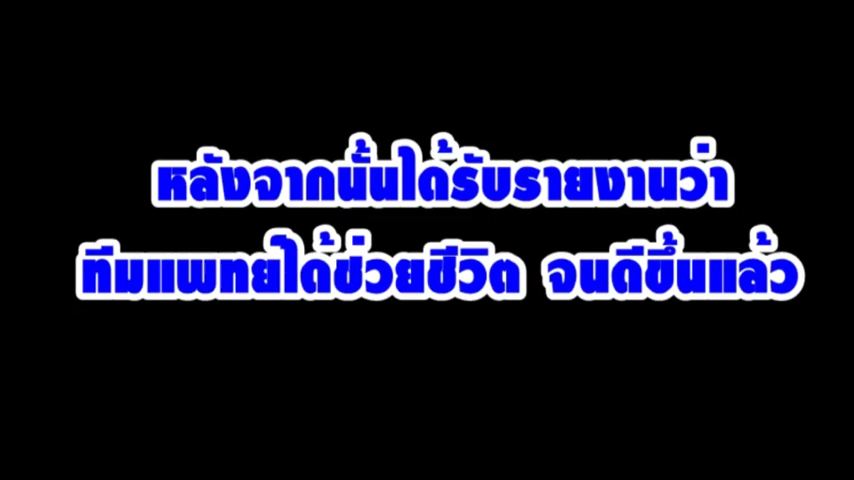 หลังจากนั้นได้รับรายงานว่า
ทีมแพทย์ได้ช่วยชีวิต จนดีขึ้นแล้ว